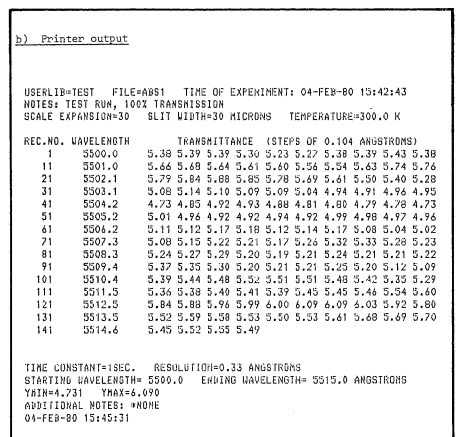 b) Printer output
USERLIB=TEST FILE=ABS1 TIME OF EXPERIMENT: 04-FEB-80 15:42:43
NOTES: TEST RUN, 100% TRANSMISSION
SCALE EXPANSION=30 SLIT WIDTH=30 MICRONS TEMPERATURE=300.0 K
REC.NO. WAVELENGTH TRANSMITTANCE (STEPS OF 0.104 ANGSTROMS)
1 5500.0 5.38 5.39 5.39 5.30 5.23 5.27 5.38 5.39 5.43 5.38
11 5501.0 5.66 5.68 5.64 5.61 5.60 5.56 5.54 5.63 5.74 5.76
21 5502.1 5.79 5.84 5.88 5.85 5.78 5.69 5.61 5.50 5.40 5.28
31 5503.1 5.08 5.14 5.10 5.09 5.09 5.04 4.94 4.91 4.96 4.95
41 5504.2 4.73 4.85 4.92 4.93 4.88 4.81 4.80 4.79 4.78 4.73
51 5505.2 5.01 4.96 4.92 4.92 4.94 4.92 4.99 4.98 4.97 4.96
61 5506.2 5.11 5.12 5.17 5.18 5.12 5.14 5.17 5.08 5.04 5.02
71 5507.3 5.08 5.15 5.22 5.21 5.17 5.26 5.32 5.33 5.28 5.23
81 5508.3 5.24 5.27 5.29 5.20 5.19 5.21 5.24 5.21 5.21 5.22
91 5509.4 5.37 5.35 5.30 5.20 5.21 5.21 5.25 5.20 5.12 5.09
101 5510.4 5.39 5.44 5.48 5.52 5.51 5.51 5.48 5.42 5.35 5.29
111 5511.5 5.36 5.38 5.40 5.41 5.39 5.45 5.45 5.46 5.54 5.60
121 5512.5 5.84 5.88 5.96 5.99 6.00 6.09 6.09 6.03 5.92 5.80
131 5513.5 5.52 5.59 5.58 5.53 5.50 5.53 5.61 5.68 5.69 5.70
141 5514.6 5.45 5.52 5.55 5.49
TIME CONSTANT=1SEC. RESOLUTION=0.33 ANGSTROMS
STARTING WAVELENGTH= 5500.0 ENDING WAVELENGTH= 5515.0 ANGSTROMS
YMIN=4.731 YMAX=6.090
ADDITIONAL NOTES: *NONE
04-FEB-80 15:45:31